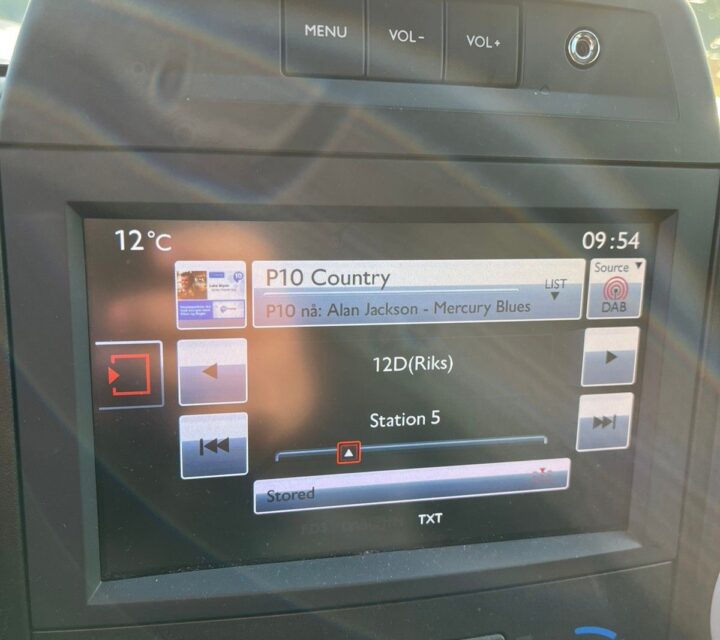 MENU
VOL-
VOL+
12°C
09:54
P10 Country
LIST
Source
P10 nå: Alan Jackson - Mercury Blues
DAB
12D(Riks)
Station 5
Stored
TXT